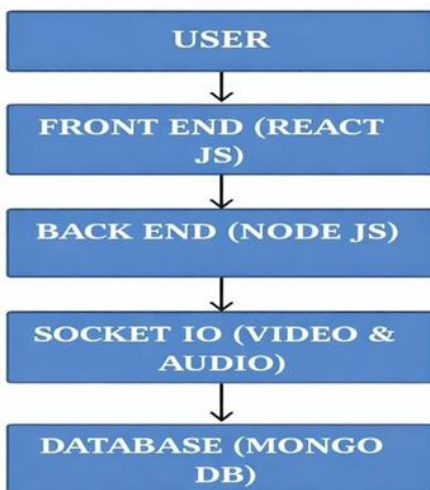 USER
FRONT END (REACT
JS)
BACK END (NODE JS)
SOCKET IO (VIDEO &
AUDIO)
DATABASE (MONGO
DB)